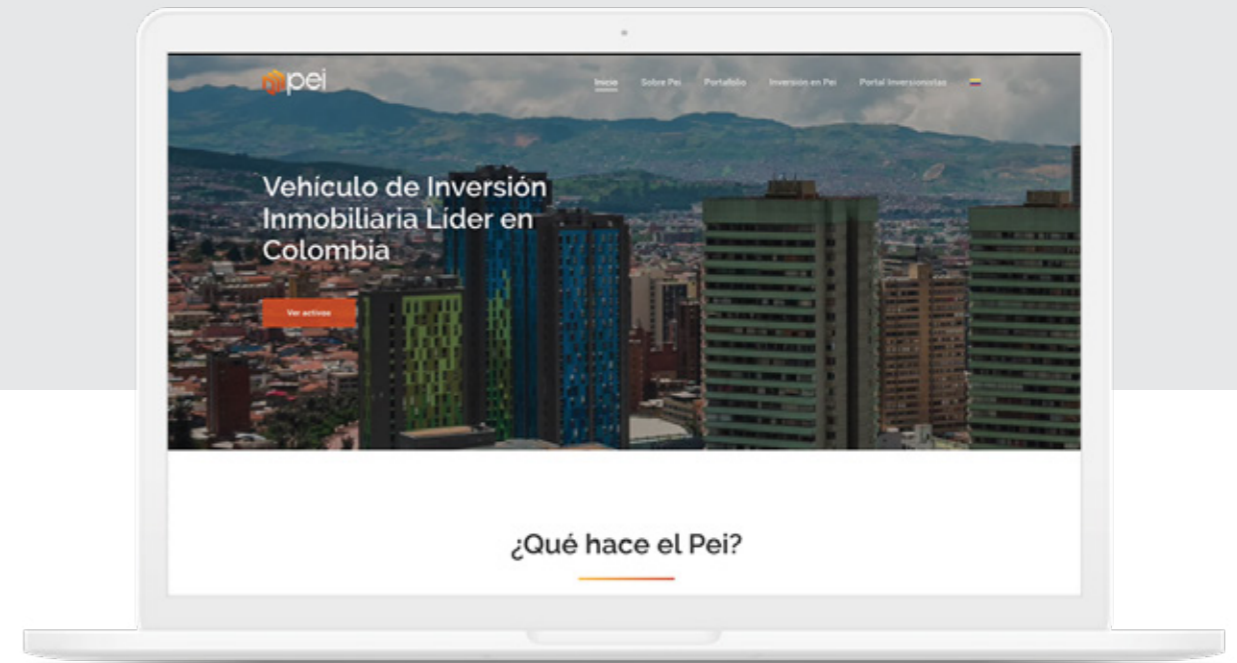 pei
Inicio Sobre Pei Portafolio Inversión en Pei Portal Inversionistas
Vehículo de Inversión
Inmobiliaria Líder en
Colombia
Ver activos
¿Qué hace el Pei?